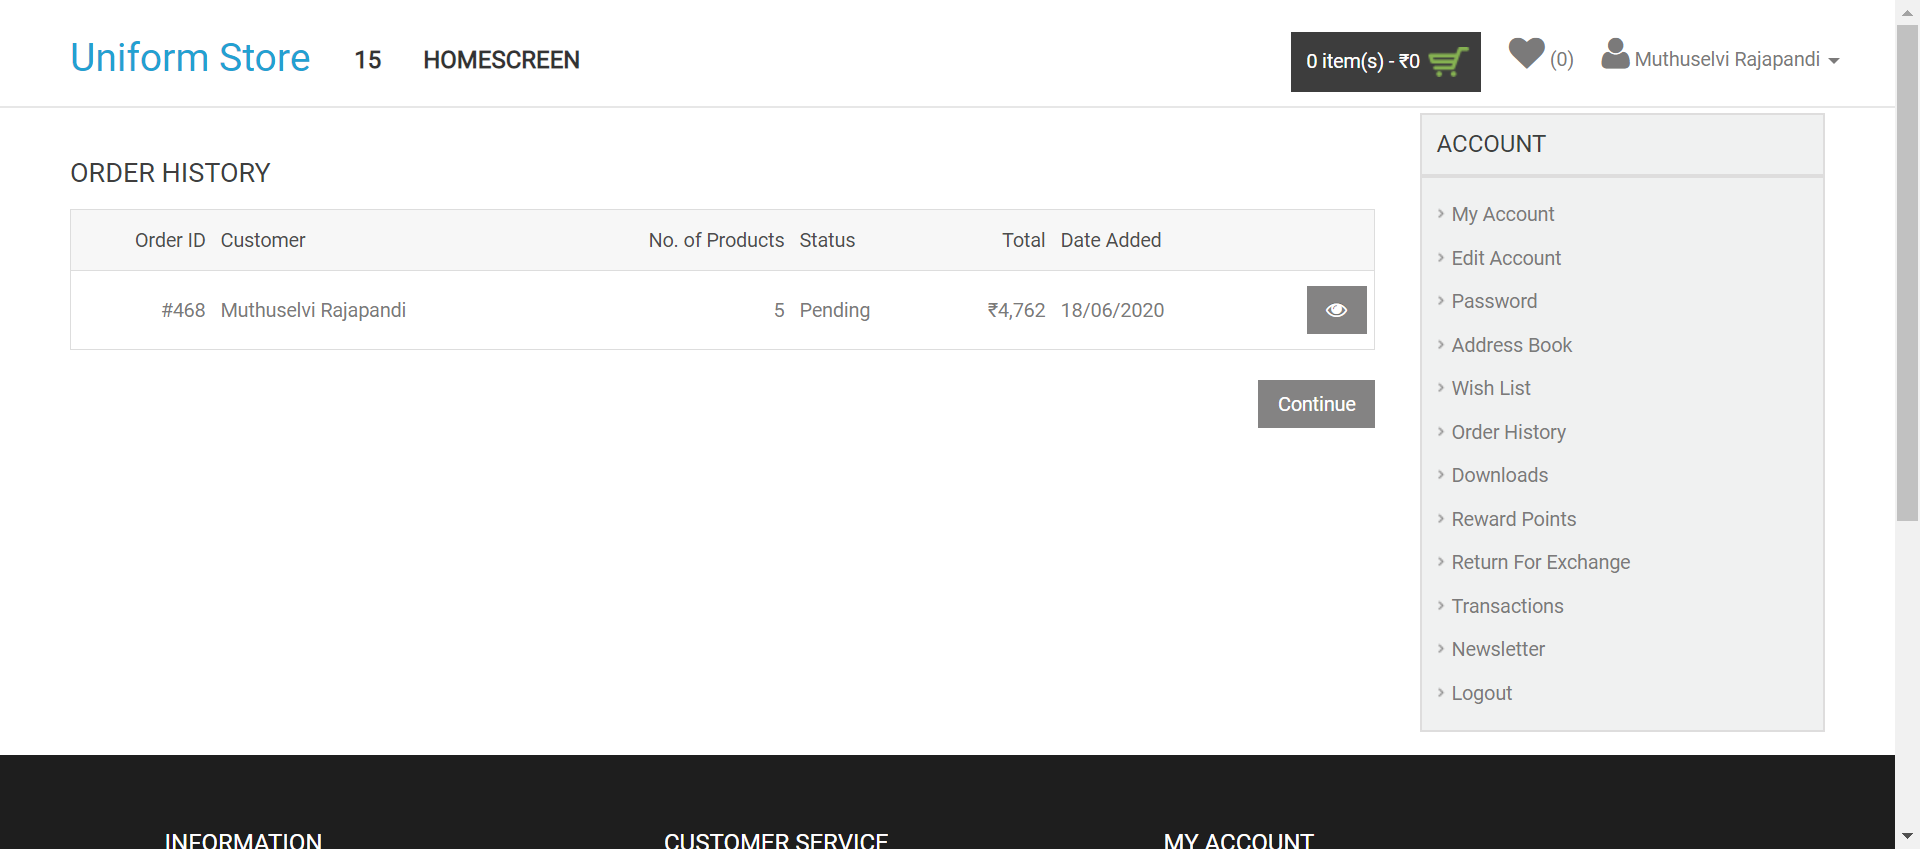 Uniform Store 15 HOMESCREEN 0 item(s) - ₹0 (0) Muthuselvi Rajapandi
ORDER HISTORY
Order ID Customer No. of Products Status Total Date Added
#468 Muthuselvi Rajapandi 5 Pending ₹4,762 18/06/2020
Continue
ACCOUNT
My Account
Edit Account
Password
Address Book
Wish List
Order History
Downloads
Reward Points
Return For Exchange
Transactions
Newsletter
Logout
INFORMATION CUSTOMER SERVICE MY ACCOUNT